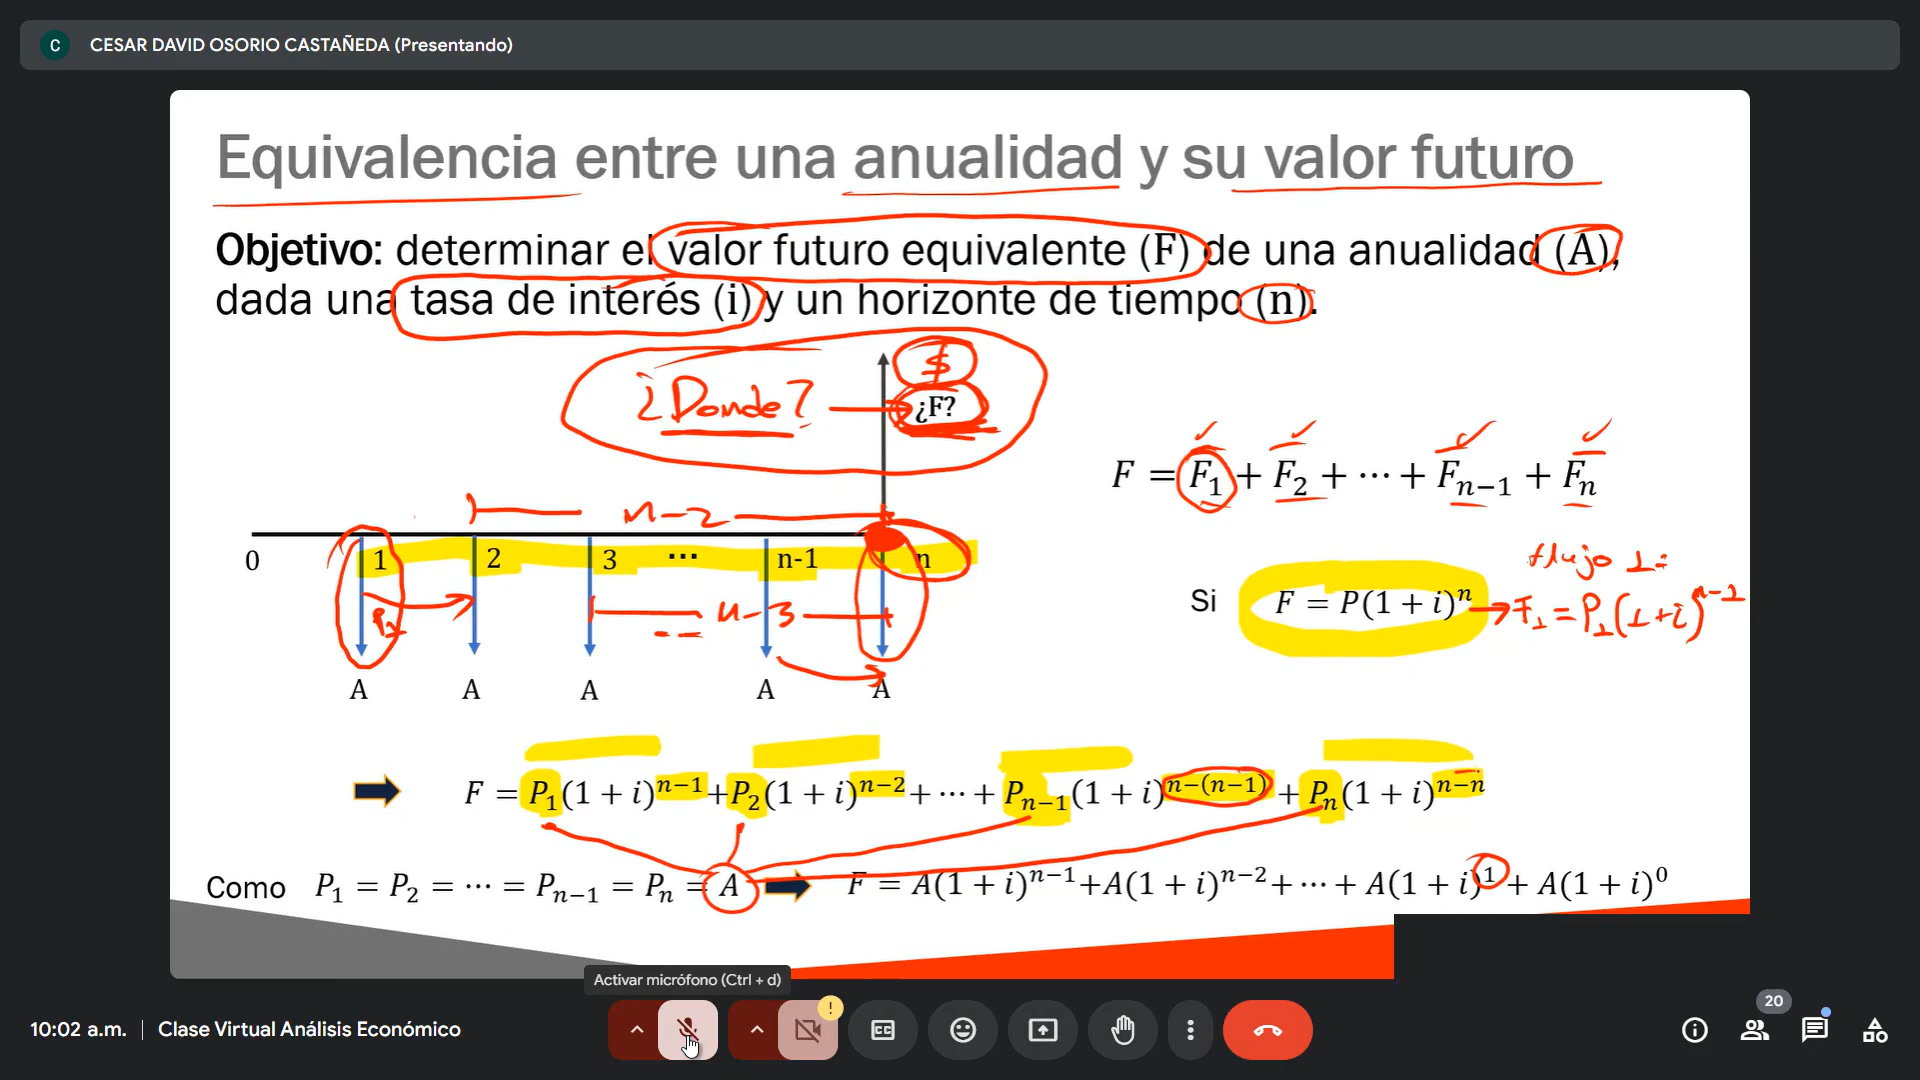 C CESAR DAVID OSORIO CASTAÑEDA (Presentando)
Equivalencia entre una anualidad y su valor futuro
Objetivo: determinar el valor futuro equivalente (F) de una anualidad (A),
dada una tasa de interés (i) y un horizonte de tiempo (n).
$
¿Donde? ¿F?
F = F₁ + F₂ + ⋯ + Fₙ₋₁ + Fₙ
n-2
0 1 2 3 ⋯ n-1 n
flujo 1:
Si F = P(1 + i)ⁿ → F₁ = P₁(1+i)ⁿ⁻¹
n-3
A A A A A
F = P₁(1 + i)ⁿ⁻¹+P₂(1 + i)ⁿ⁻²+ ⋯ + Pₙ₋₁(1 + i)ⁿ⁻⁽ⁿ⁻¹⁾ + Pₙ(1 + i)ⁿ⁻ⁿ
Como P₁ = P₂ = ⋯ = Pₙ₋₁ = Pₙ = A F = A(1 + i)ⁿ⁻¹+A(1 + i)ⁿ⁻²+ ⋯ + A(1 + i)¹ + A(1 + i)⁰
Activar micrófono (Ctrl + d)
10:02 a.m. | Clase Virtual Análisis Económico
!
CC
20